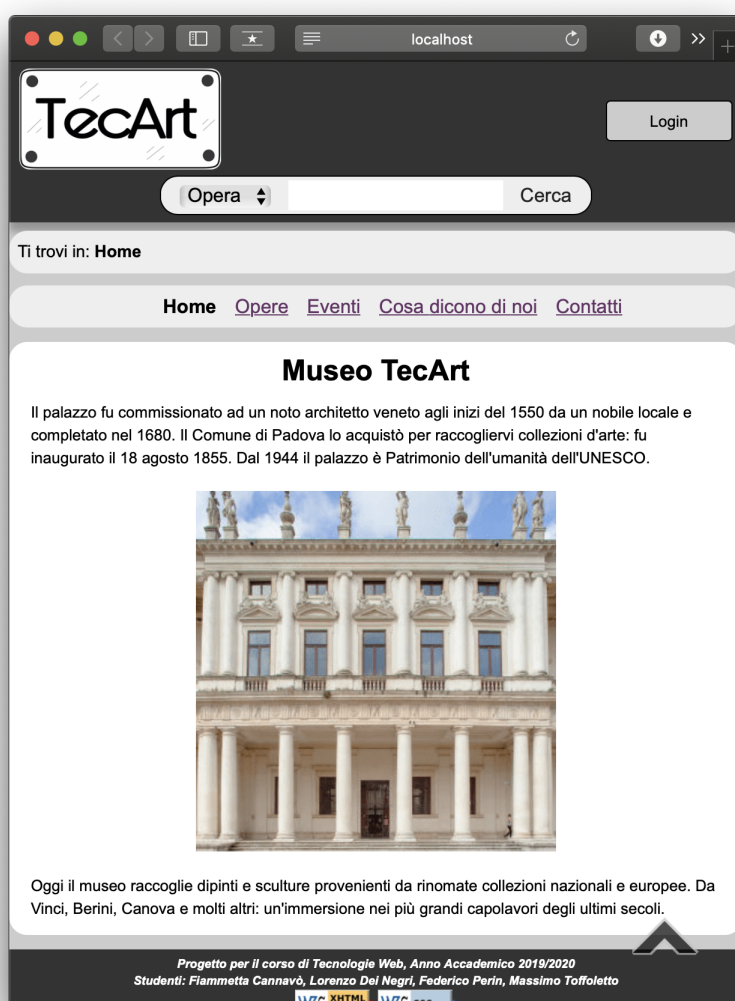 localhost
TecArt
Login
Opera
Cerca
Ti trovi in: Home
Home Opere Eventi Cosa dicono di noi Contatti
Museo TecArt
Il palazzo fu commissionato ad un noto architetto veneto agli inizi del 1550 da un nobile locale e
completato nel 1680. Il Comune di Padova lo acquistò per raccogliervi collezioni d'arte: fu
inaugurato il 18 agosto 1855. Dal 1944 il palazzo è Patrimonio dell'umanità dell'UNESCO.
Oggi il museo raccoglie dipinti e sculture provenienti da rinomate collezioni nazionali e europee. Da
Vinci, Berini, Canova e molti altri: un'immersione nei più grandi capolavori degli ultimi secoli.
Progetto per il corso di Tecnologie Web, Anno Accademico 2019/2020
Studenti: Fiammetta Cannavò, Lorenzo Dei Negri, Federico Perin, Massimo Toffoletto
W3C XHTML W3C